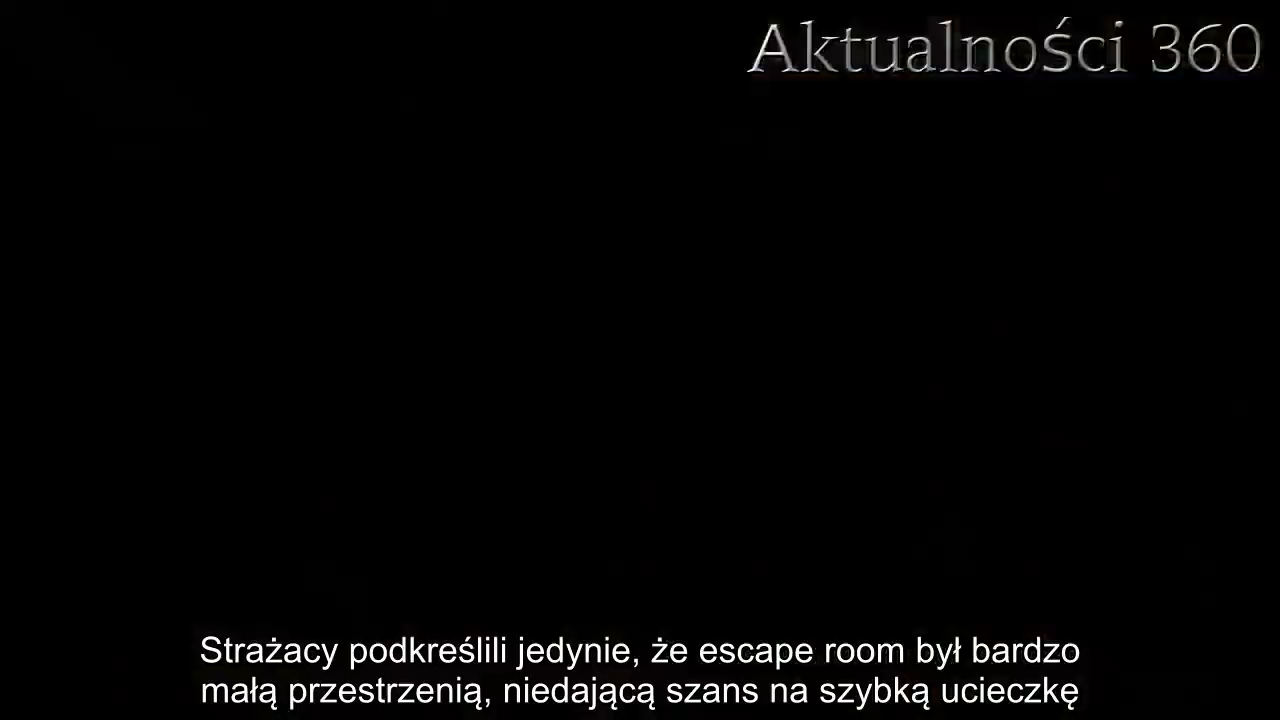 Aktualności 360
Strażacy podkreślili jedynie, że escape room był bardzo
małą przestrzenią, niedającą szans na szybką ucieczkę